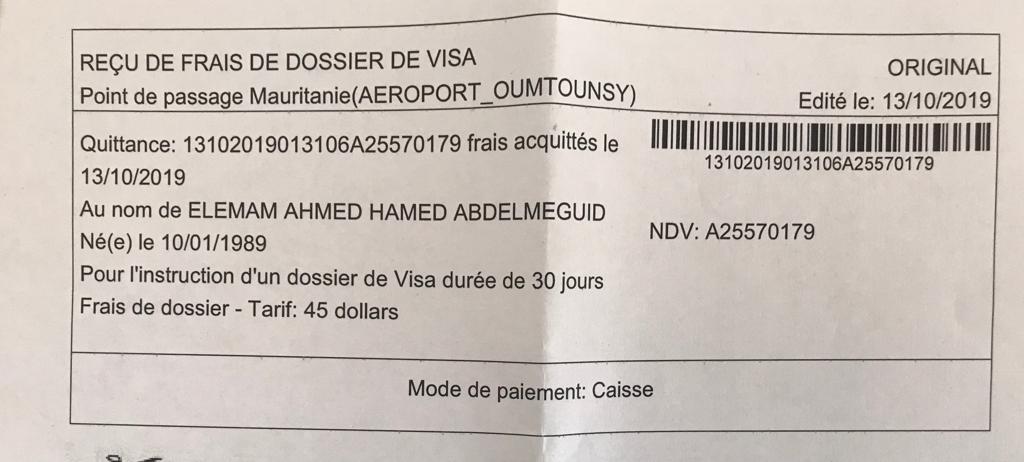 REÇU DE FRAIS DE DOSSIER DE VISA
ORIGINAL
Point de passage Mauritanie(AEROPORT_OUMTOUNSY)
Edité le: 13/10/2019
Quittance: 13102019013106A25570179 frais acquittés le
13/10/2019
13102019013106A25570179
Au nom de ELEMAM AHMED HAMED ABDELMEGUID
NDV: A25570179
Né(e) le 10/01/1989
Pour l'instruction d'un dossier de Visa durée de 30 jours
Frais de dossier - Tarif: 45 dollars
Mode de paiement: Caisse